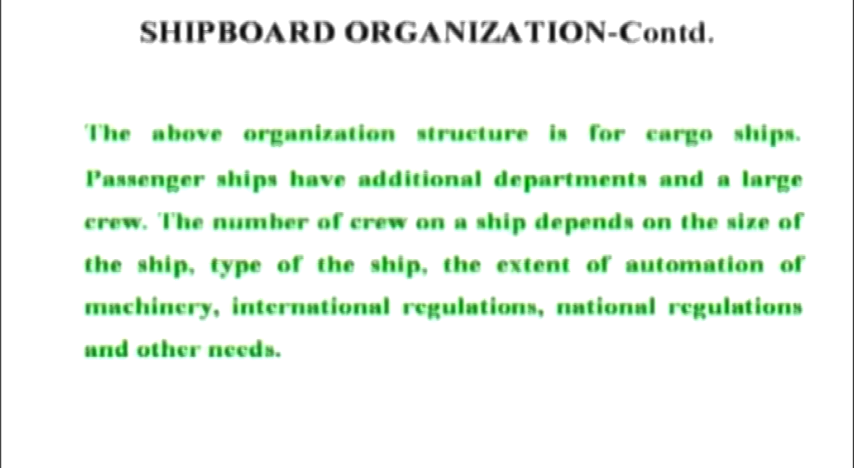 SHIPBOARD ORGANIZATION-Contd.
The above organization structure is for cargo ships.
Passenger ships have additional departments and a large
crew. The number of crew on a ship depends on the size of
the ship, type of the ship, the extent of automation of
machinery, international regulations, national regulations
and other needs.